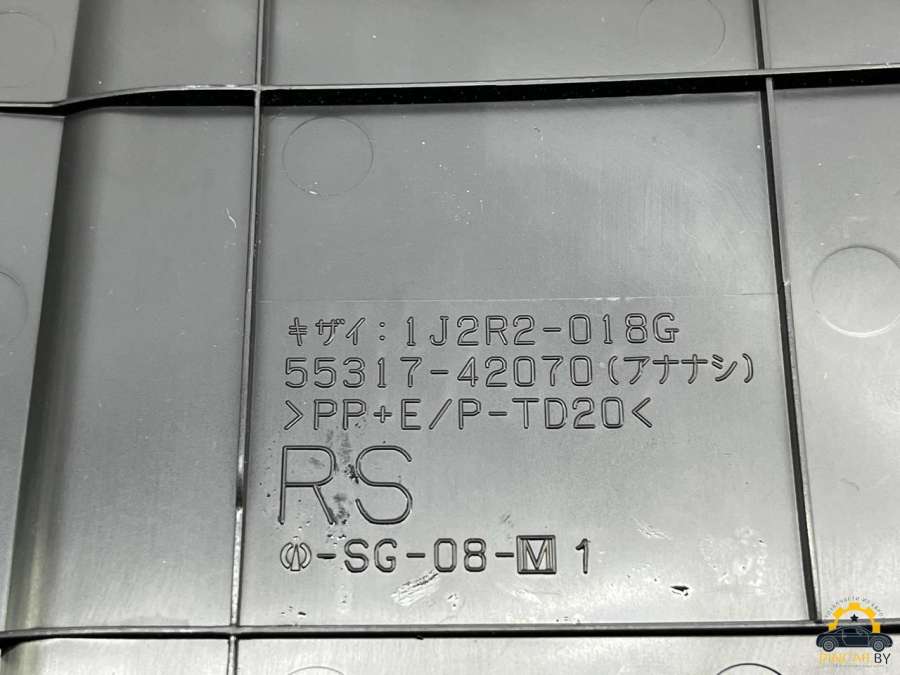 キザイ:1J2R2-018G
55317-42070(アナナシ)
>PP+E/P-TD20<
RS
-SG-08-M 1